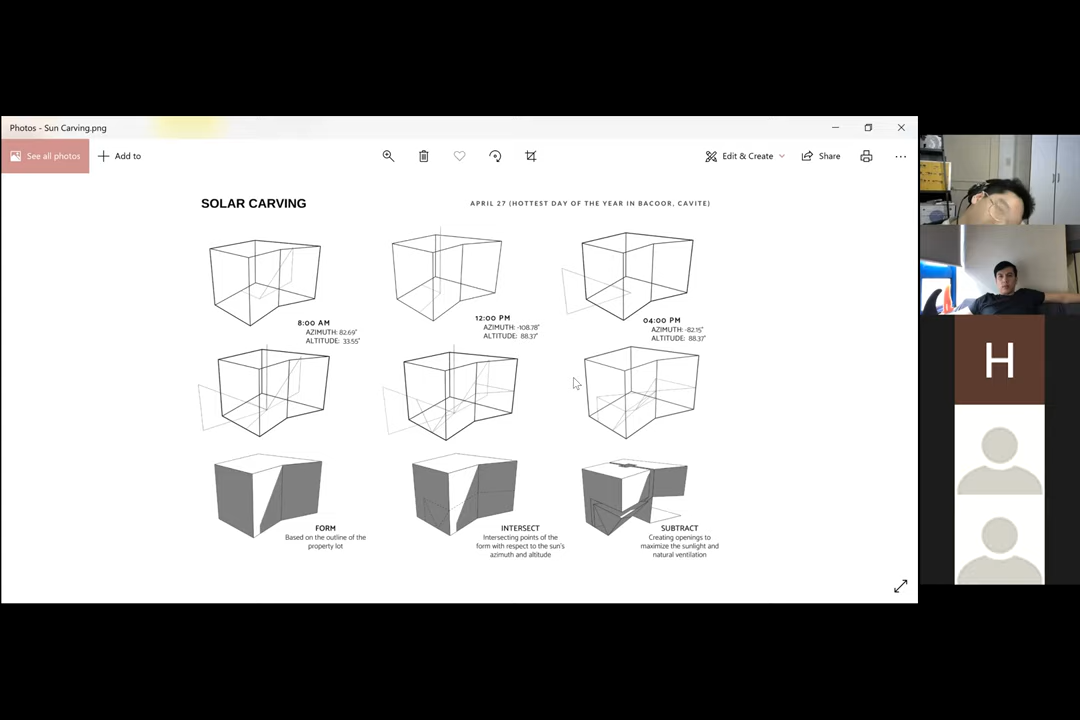 Photos - Sun Carving.png
See all photos
Add to
Edit & Create
Share
SOLAR CARVING
APRIL 27 (HOTTEST DAY OF THE YEAR IN BACOOR, CAVITE)
8:00 AM
AZIMUTH: 82.69°
ALTITUDE: 33.55°
12:00 PM
AZIMUTH: -108.78°
ALTITUDE: 88.37°
04:00 PM
AZIMUTH: -82.15°
ALTITUDE: 88.37°
FORM
Based on the outline of the
property lot
INTERSECT
Intersecting points of the
form with respect to the sun's
azimuth and altitude
SUBTRACT
Creating openings to
maximize the sunlight and
natural ventilation
H